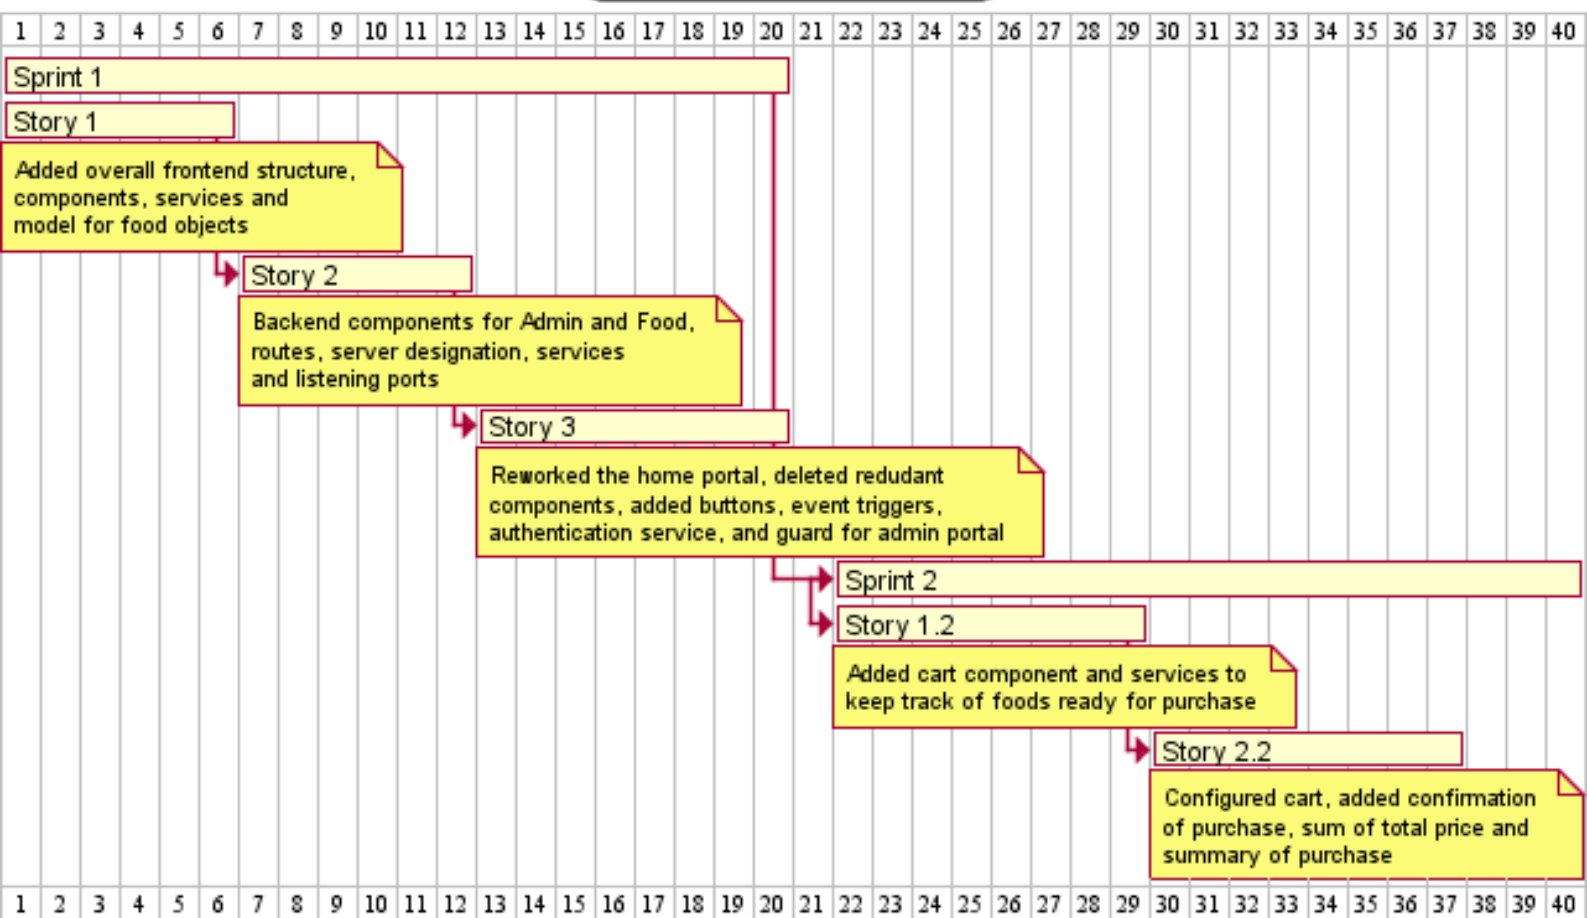 1 2 3 4 5 6 7 8 9 10 11 12 13 14 15 16 17 18 19 20 21 22 23 24 25 26 27 28 29 30 31 32 33 34 35 36 37 38 39 40
Sprint 1
Story 1
Added overall frontend structure,
components, services and
model for food objects
Story 2
Backend components for Admin and Food,
routes, server designation, services
and listening ports
Story 3
Reworked the home portal, deleted redudant
components, added buttons, event triggers,
authentication service, and guard for admin portal
Sprint 2
Story 1.2
Added cart component and services to
keep track of foods ready for purchase
Story 2.2
Configured cart, added confirmation
of purchase, sum of total price and
summary of purchase
1 2 3 4 5 6 7 8 9 10 11 12 13 14 15 16 17 18 19 20 21 22 23 24 25 26 27 28 29 30 31 32 33 34 35 36 37 38 39 40